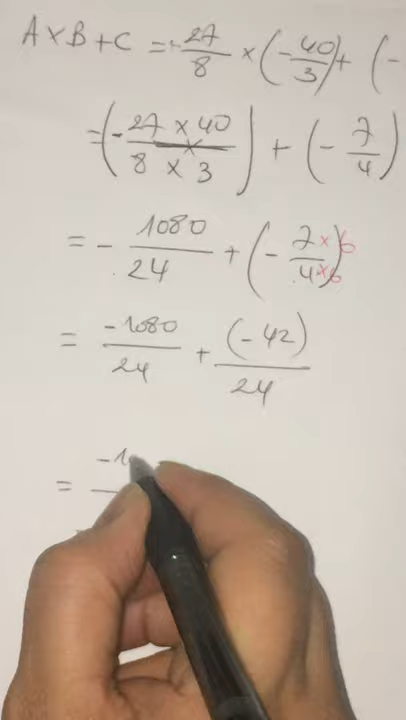 A×B+C = -27/8 × (-40/3) + (-
= (-27×40/8×3) + (-7/4)
= - 1080/24 + (-7×6/4×6)
= -1080/24 + (-42)/24
= -1